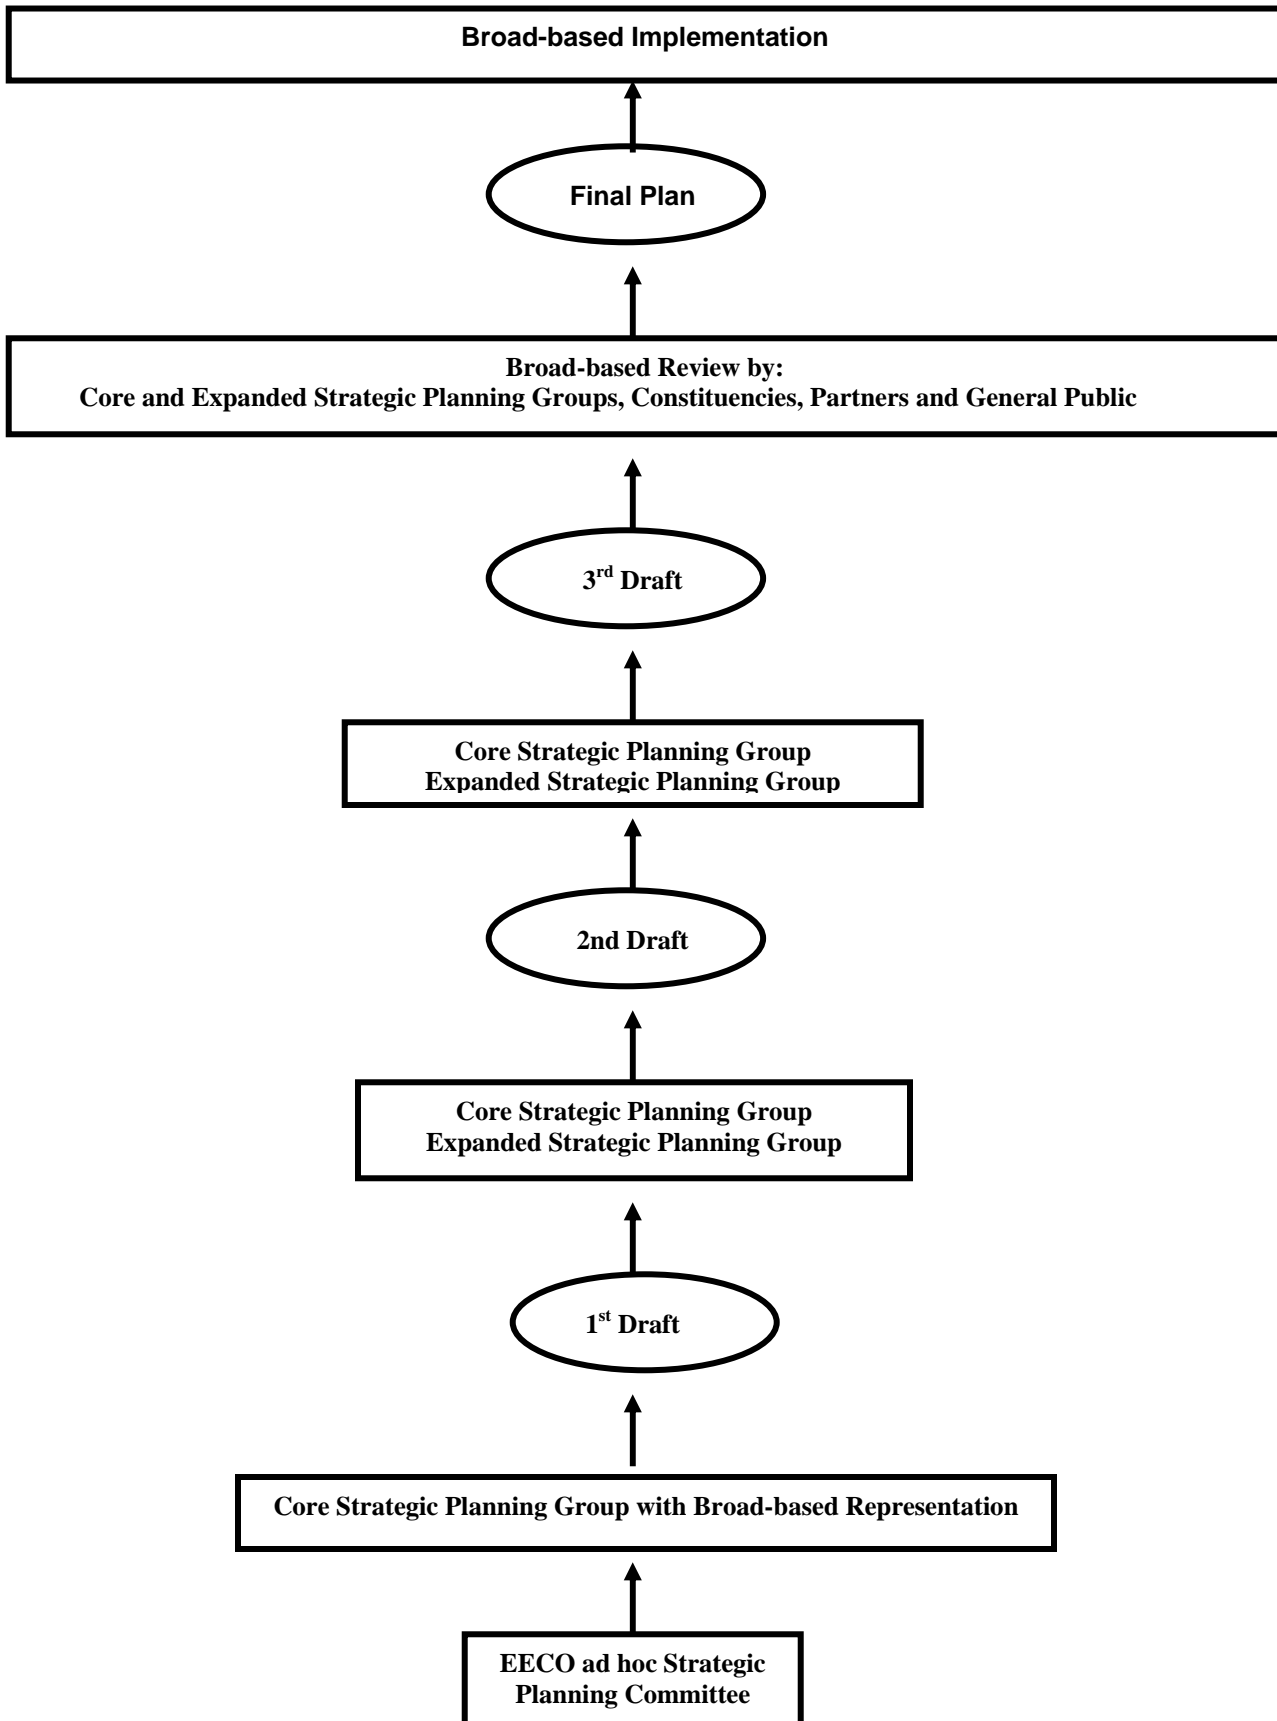 Broad-based Implementation
Final Plan
Broad-based Review by:
Core and Expanded Strategic Planning Groups, Constituencies, Partners and General Public
3rd Draft
Core Strategic Planning Group
Expanded Strategic Planning Group
2nd Draft
Core Strategic Planning Group
Expanded Strategic Planning Group
1st Draft
Core Strategic Planning Group with Broad-based Representation
EECO ad hoc Strategic
Planning Committee